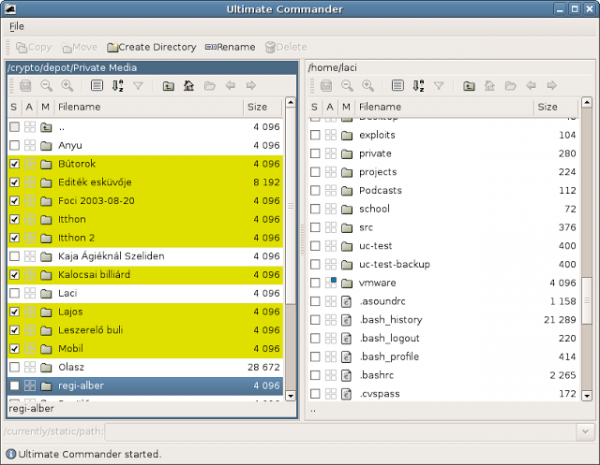 Ultimate Commander
File
Copy Move Create Directory Rename Delete
/crypto/depot/Private Media
S A M Filename Size
.. 4 096
Anyu 4 096
Bútorok 4 096
Editék esküvője 8 192
Foci 2003-08-20 4 096
Itthon 4 096
Itthon 2 4 096
Kaja Ágiéknál Szeliden 4 096
Kalocsai billiárd 4 096
Laci 4 096
Lajos 4 096
Leszerelő buli 4 096
Mobil 4 096
Olasz 28 672
regi-alber 4 096
regi-alber
/home/laci
S A M Filename Size
Desktop 48
exploits 104
private 280
projects 224
Podcasts 112
school 72
src 376
uc-test 400
uc-test-backup 400
vmware 4 096
.asoundrc 1 158
.bash_history 21 289
.bash_logout 220
.bash_profile 414
.bashrc 2 265
.cvspass 172
..
/currently/static/path:
Ultimate Commander started.